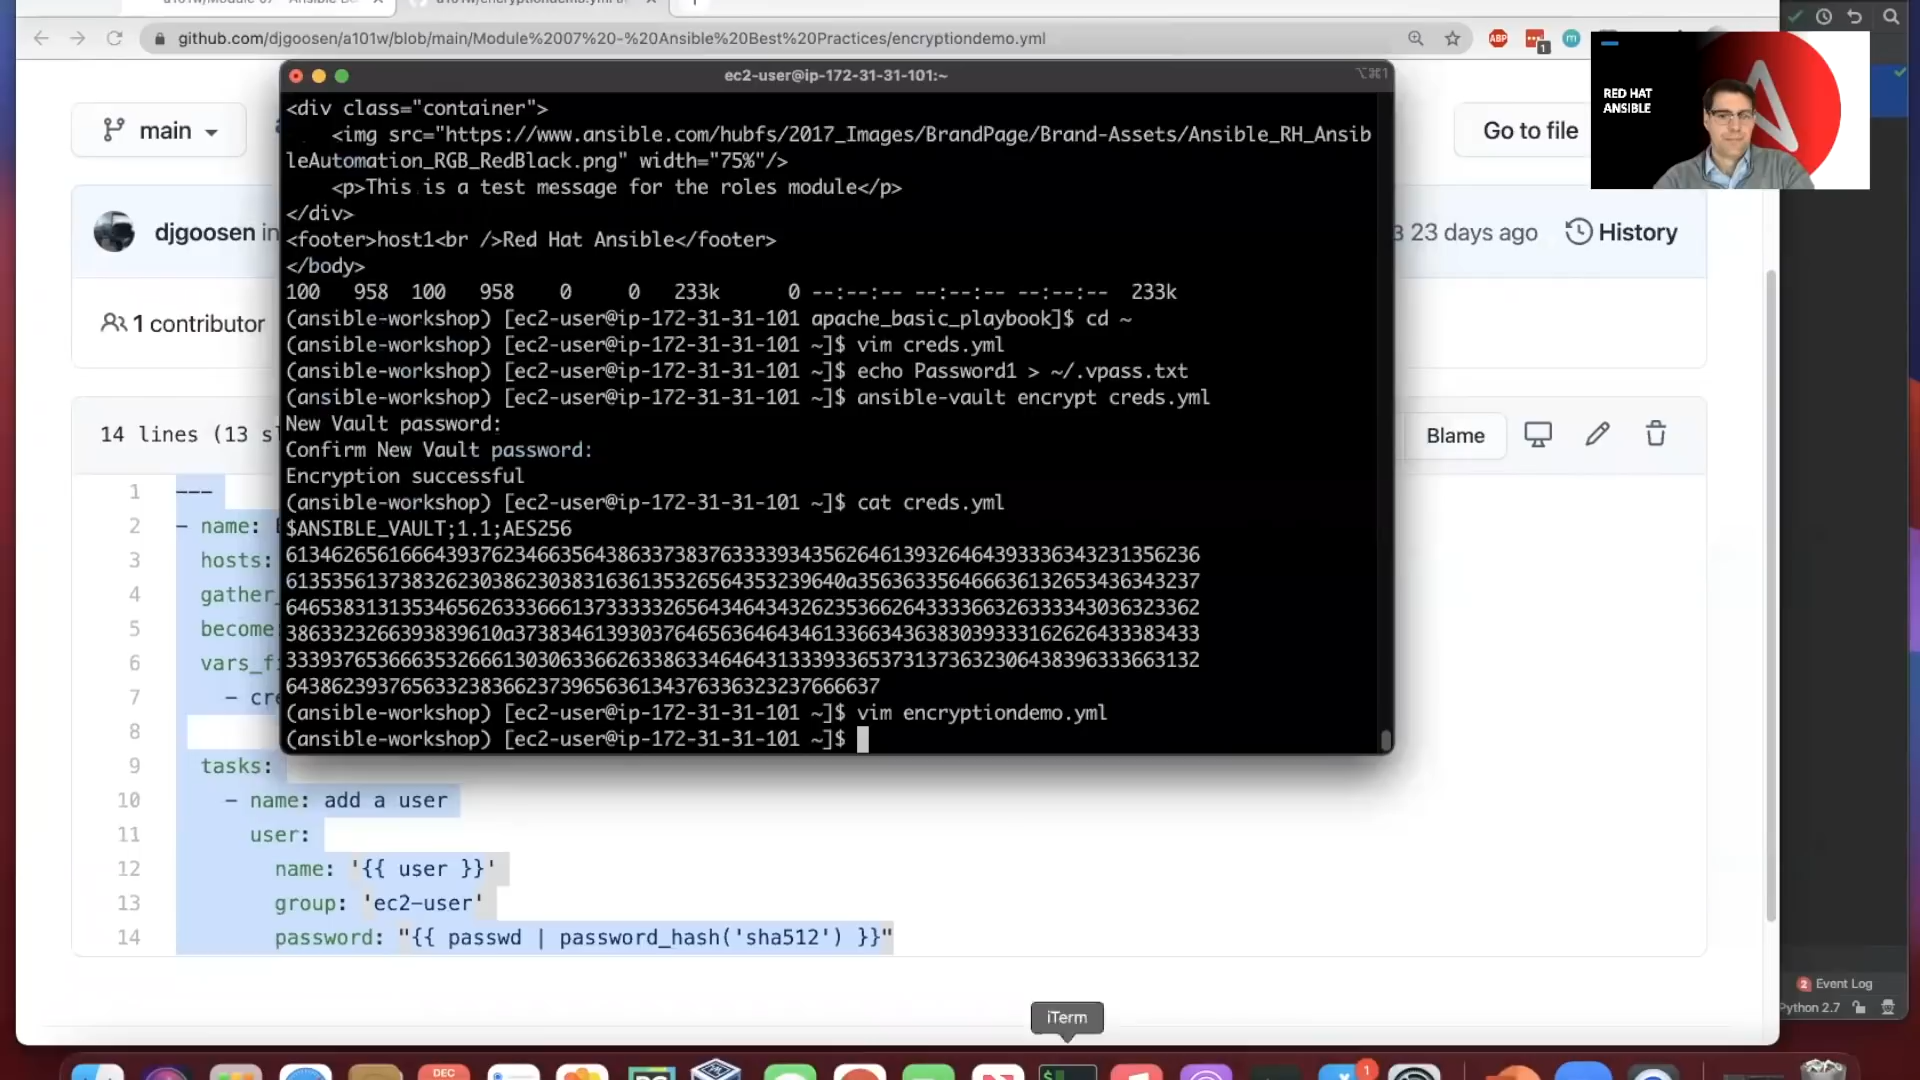 github.com/djgoosen/a101w/blob/main/Module%2007%20-%20Ansible%20Best%20Practices/encryptiondemo.yml
ABP
1
m
RED HAT
ANSIBLE
ec2-user@ip-172-31-31-101:~
⌥⌘1
<div class="container">
<img src="https://www.ansible.com/hubfs/2017_Images/BrandPage/Brand-Assets/Ansible_RH_Ansib
leAutomation_RGB_RedBlack.png" width="75%"/>
<p>This is a test message for the roles module</p>
</div>
<footer>host1<br />Red Hat Ansible</footer>
</body>
100 958 100 958 0 0 233k 0 --:--:-- --:--:-- --:--:-- 233k
(ansible-workshop) [ec2-user@ip-172-31-31-101 apache_basic_playbook]$ cd ~
(ansible-workshop) [ec2-user@ip-172-31-31-101 ~]$ vim creds.yml
(ansible-workshop) [ec2-user@ip-172-31-31-101 ~]$ echo Password1 > ~/.vpass.txt
(ansible-workshop) [ec2-user@ip-172-31-31-101 ~]$ ansible-vault encrypt creds.yml
New Vault password:
Confirm New Vault password:
Encryption successful
(ansible-workshop) [ec2-user@ip-172-31-31-101 ~]$ cat creds.yml
$ANSIBLE_VAULT;1.1;AES256
(ansible-workshop) [ec2-user@ip-172-31-31-101 ~]$ vim encryptiondemo.yml
(ansible-workshop) [ec2-user@ip-172-31-31-101 ~]$
main
Go to file
djgoosen in
23 days ago
History
1 contributor
14 lines (13 sl
Blame
1 ---
2 - name:
3 hosts:
4 gather_
5 become
6 vars_fi
7 - cre
8
9 tasks:
10 - name: add a user
11 user:
12 name: '{{ user }}'
13 group: 'ec2-user'
14 password: "{{ passwd | password_hash('sha512') }}"
2 Event Log
Python 2.7
iTerm
DEC
1